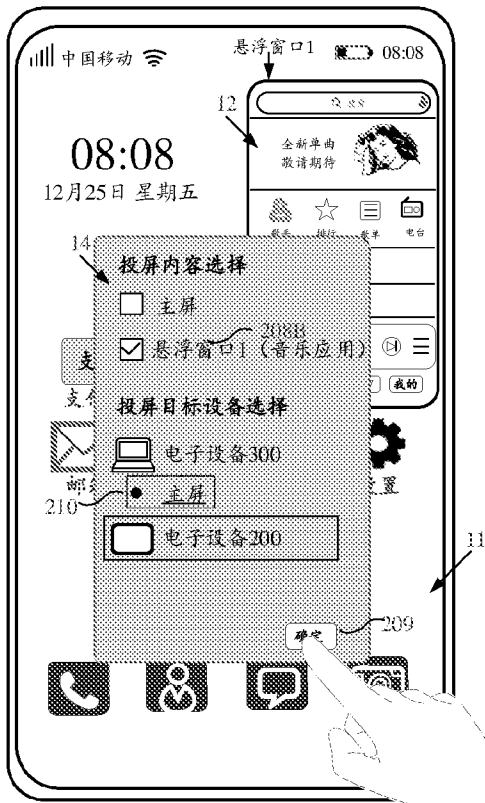 悬浮窗口1
中国移动
08:08
12
全新单曲
敬请期待
08:08
12月25日 星期五
歌手
排行
歌单
电台
14
投屏内容选择
主屏
208B
悬浮窗口1（音乐应用）
我的
支
投屏目标设备选择
电子设备300
210
主屏
电子设备200
11
209
确定